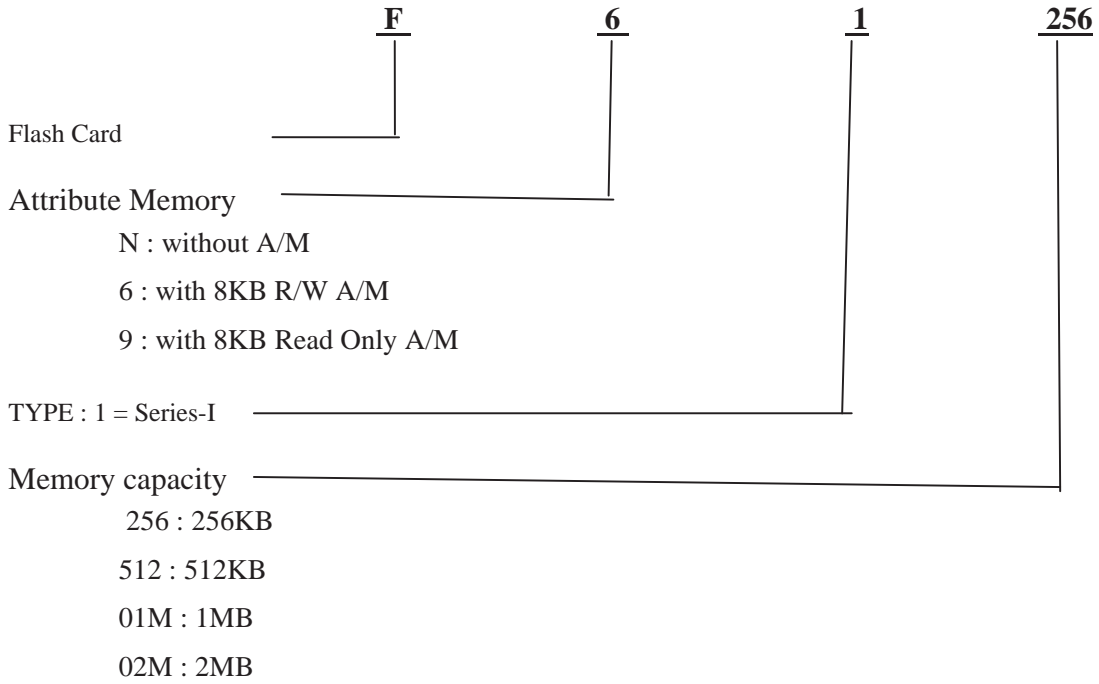 F 6 1 256
Flash Card
Attribute Memory
N : without A/M
6 : with 8KB R/W A/M
9 : with 8KB Read Only A/M
TYPE : 1 = Series-I
Memory capacity
256 : 256KB
512 : 512KB
01M : 1MB
02M : 2MB